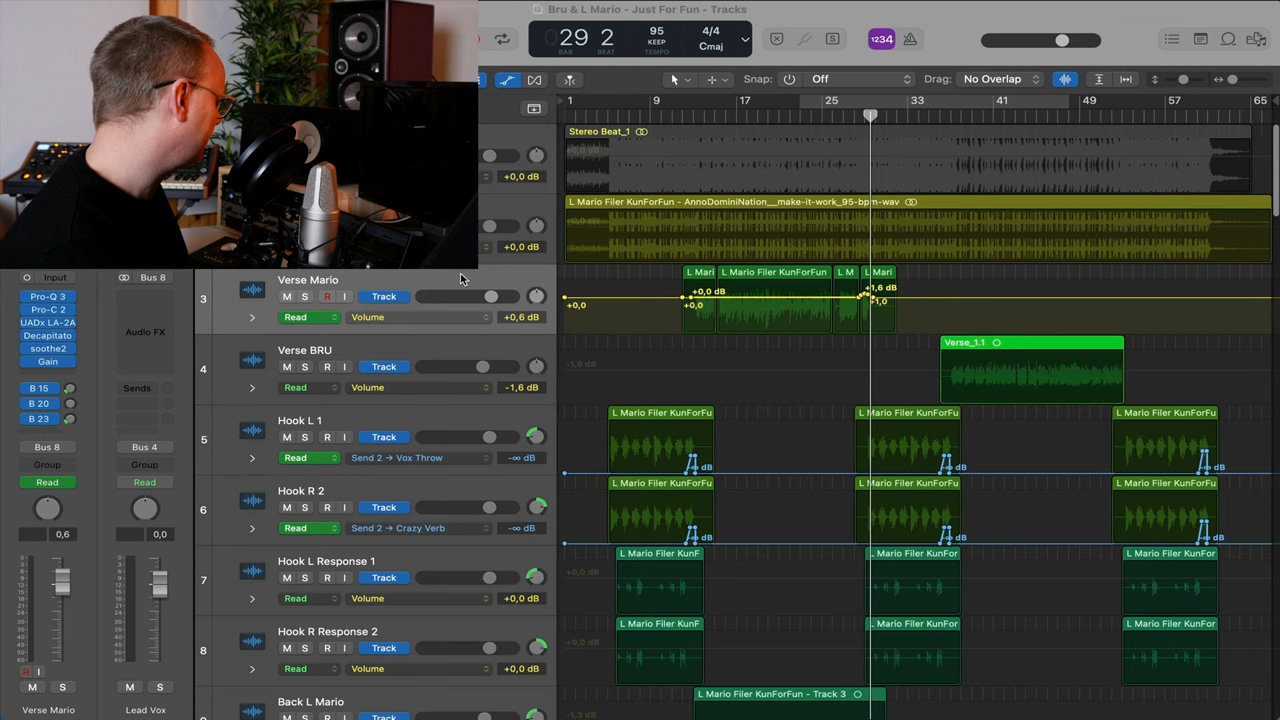 Bru & L Mario - Just For Fun - Tracks
29 2
BAR BEAT
95
KEEP
TEMPO
4/4
Cmaj
1234
Snap: Off
Drag: No Overlap
1 9 17 25 33 41 49 57 65
Stereo Beat_1
+0,0 dB
L Mario Filer KunForFun - AnnoDominiNation__make-it-work_95-bpm-wav
+0,0 dB
Input
Bus 8
Pro-Q 3
Pro-C 2
UADx LA-2A
Decapitato
soothe2
Gain
Audio FX
B 15
B 20
B 23
Sends
Bus 8
Bus 4
Group
Group
Read
Read
0,6
0,0
R I
M S
M S
Verse Mario
Lead Vox
3
Verse Mario
M S R I Track
Read Volume +0,6 dB
L Mari
L Mario Filer KunForFun
L M
L Mari
+0,0
+0,0 dB
+0,0
+1,6 dB
+1,0
4
Verse BRU
M S R I Track
Read Volume -1,6 dB
-1,6 dB
Verse_1.1
5
Hook L 1
M S R I Track
Read Send 2 → Vox Throw -∞ dB
L Mario Filer KunForFu
L Mario Filer KunForFu
L Mario Filer KunForFu
dB
dB
dB
6
Hook R 2
M S R I Track
Read Send 2 → Crazy Verb -∞ dB
L Mario Filer KunForFu
L Mario Filer KunForFu
L Mario Filer KunForFu
dB
dB
dB
7
Hook L Response 1
M S R I Track
Read Volume +0,0 dB
+0,0 dB
L Mario Filer KunF
L Mario Filer KunFor
L Mario Filer KunFor
8
Hook R Response 2
M S R I Track
Read Volume +0,0 dB
+0,0 dB
L Mario Filer KunF
L Mario Filer KunFor
L Mario Filer KunFor
Back L Mario
M S R I Track
-1,3 dB
L Mario Filer KunForFun - Track 3